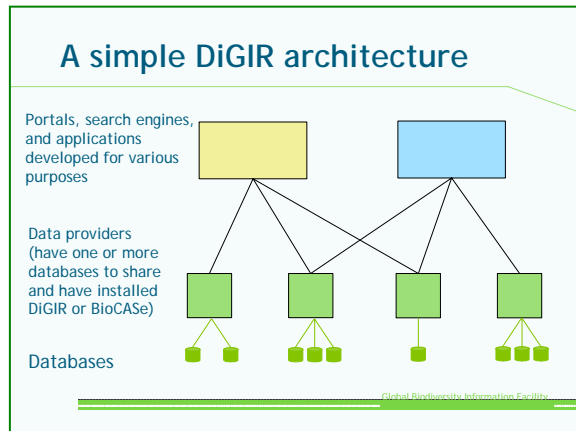 A simple DiGIR architecture
Portals, search engines,
and applications
developed for various
purposes
Data providers
(have one or more
databases to share
and have installed
DiGIR or BioCASe)
Databases
Global Biodiversity Information Facility